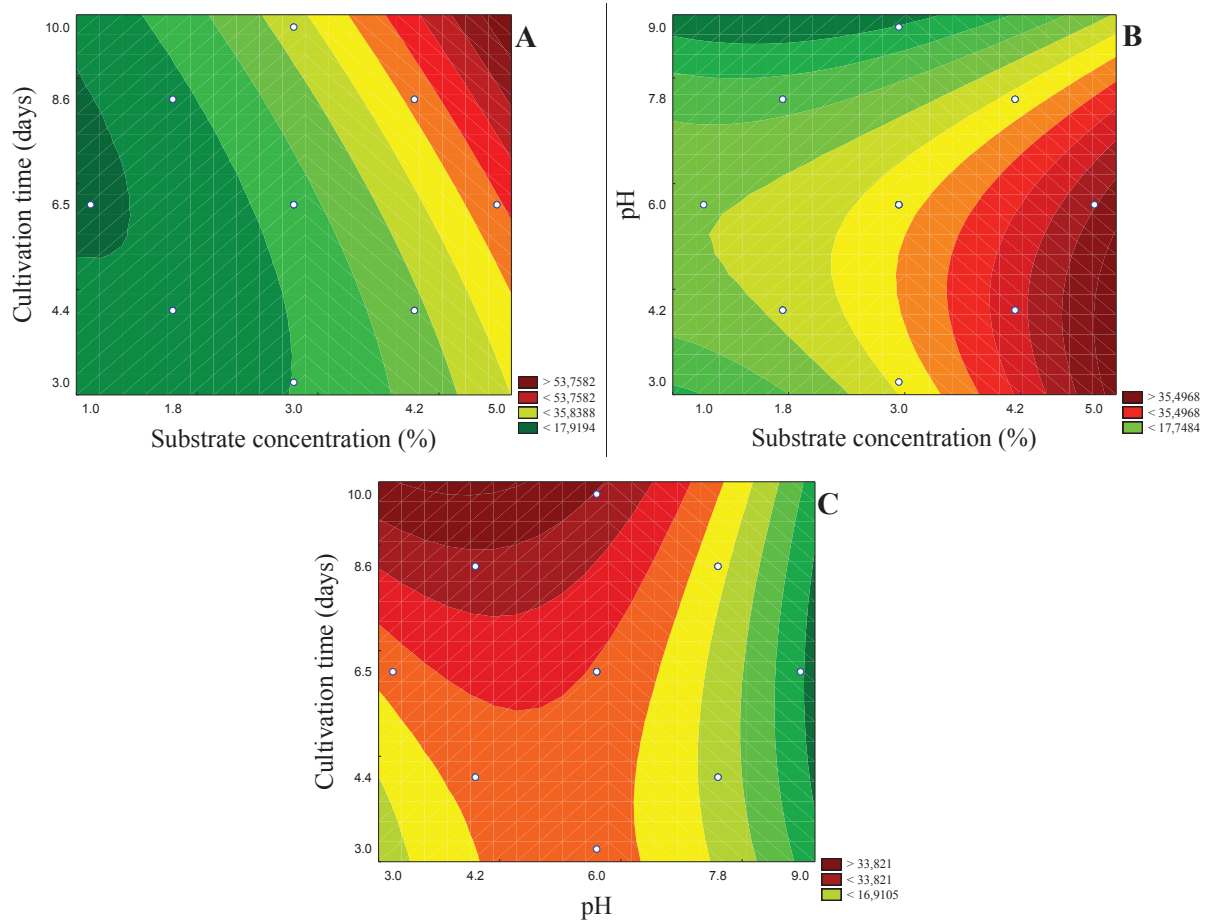 A
Cultivation time (days)
10.0
8.6
6.5
4.4
3.0
1.0 1.8 3.0 4.2 5.0
Substrate concentration (%)
> 53,7582
< 53,7582
< 35,8388
< 17,9194
B
pH
9.0
7.8
6.0
4.2
3.0
1.0 1.8 3.0 4.2 5.0
Substrate concentration (%)
> 35,4968
< 35,4968
< 17,7484
C
Cultivation time (days)
10.0
8.6
6.5
4.4
3.0
3.0 4.2 6.0 7.8 9.0
pH
> 33,821
< 33,821
< 16,9105